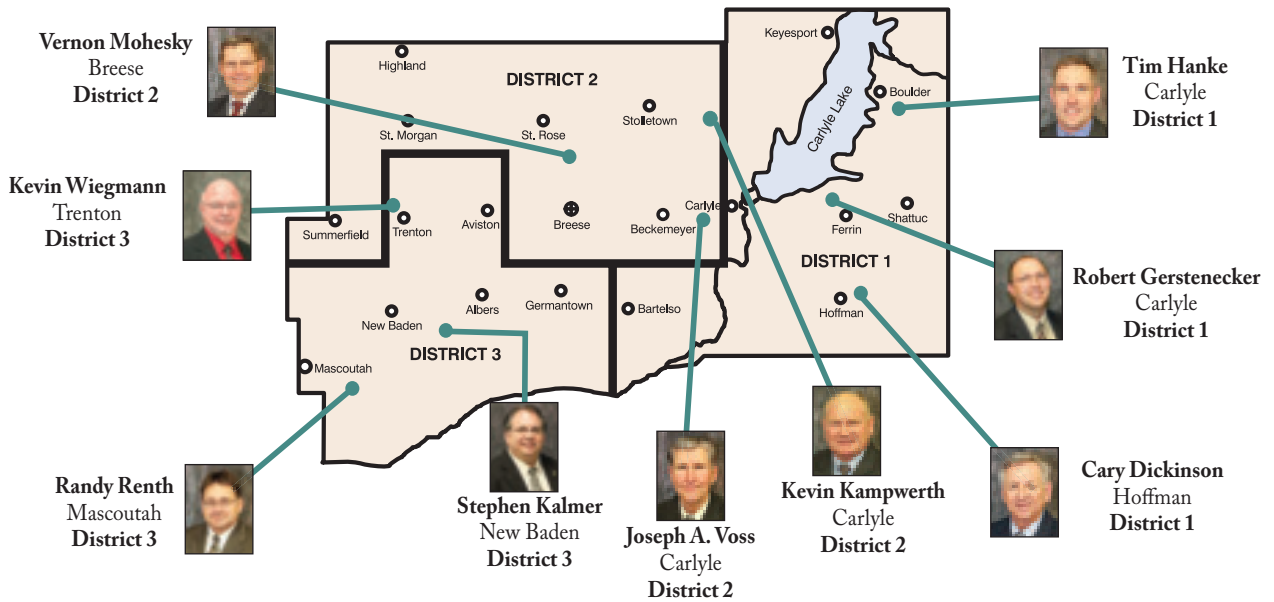 Vernon Mohesky
Breese
District 2
Kevin Wiegmann
Trenton
District 3
Randy Renth
Mascoutah
District 3
Stephen Kalmer
New Baden
District 3
Joseph A. Voss
Carlyle
District 2
Kevin Kampwerth
Carlyle
District 2
Cary Dickinson
Hoffman
District 1
Robert Gerstenecker
Carlyle
District 1
Tim Hanke
Carlyle
District 1
Highland
DISTRICT 2
St. Morgan
St. Rose
Stolletown
Summerfield
Trenton
Aviston
Breese
Beckemeyer
Carlyle
Keyesport
Boulder
Carlyle Lake
Shattuc
Ferrin
DISTRICT 1
Hoffman
Bartelso
Germantown
Albers
New Baden
DISTRICT 3
Mascoutah